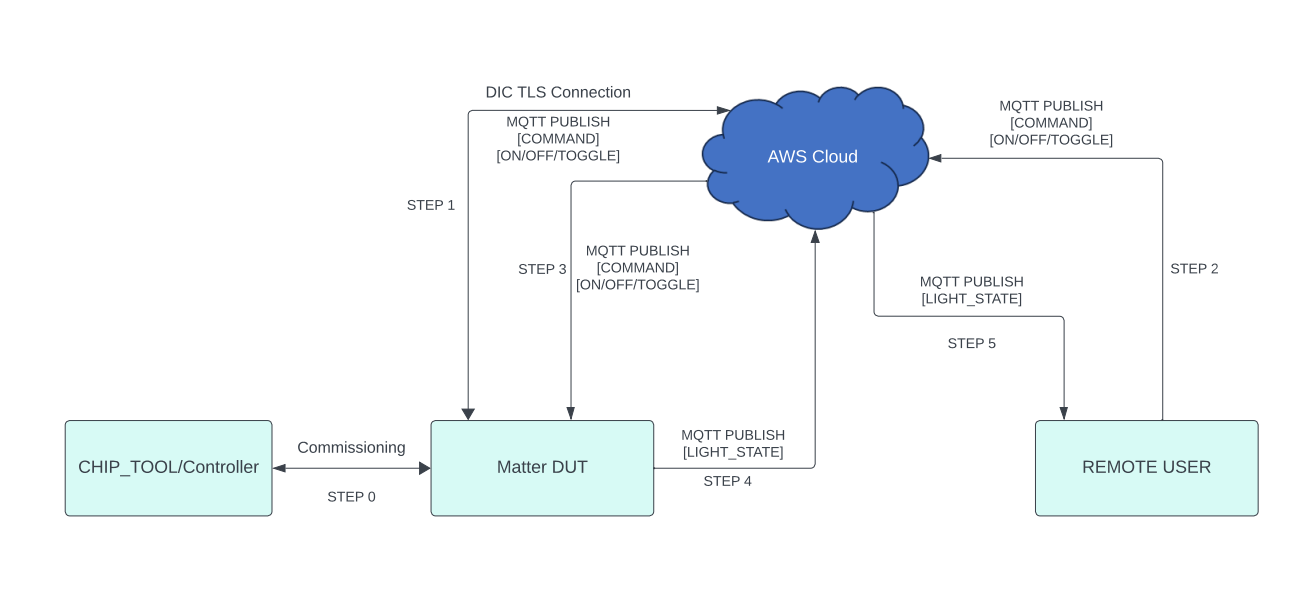 DIC TLS Connection
MQTT PUBLISH
[COMMAND]
[ON/OFF/TOGGLE]
STEP 1
AWS Cloud
MQTT PUBLISH
[COMMAND]
[ON/OFF/TOGGLE]
STEP 2
STEP 3
MQTT PUBLISH
[COMMAND]
[ON/OFF/TOGGLE]
MQTT PUBLISH
[LIGHT_STATE]
STEP 5
CHIP_TOOL/Controller
Commissioning
STEP 0
Matter DUT
MQTT PUBLISH
[LIGHT_STATE]
STEP 4
REMOTE USER